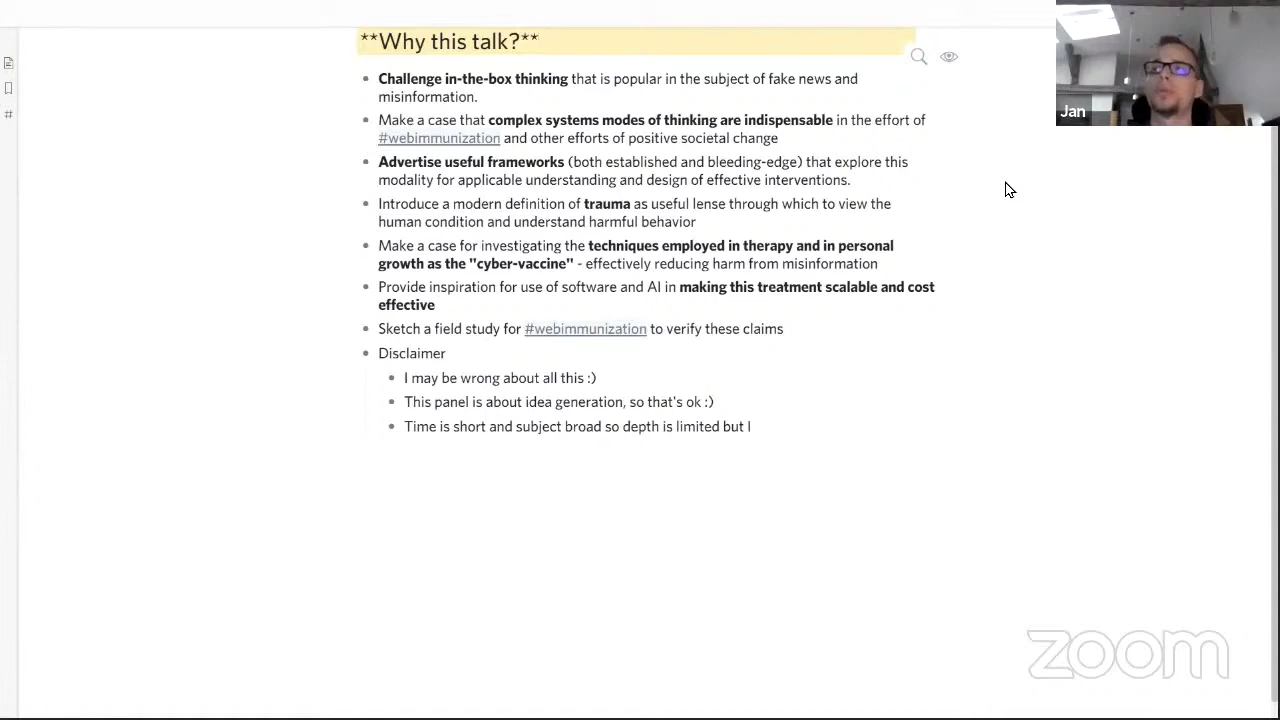 **Why this talk?**
Challenge in-the-box thinking that is popular in the subject of fake news and
misinformation.
Make a case that complex systems modes of thinking are indispensable in the effort of
#webimmunization and other efforts of positive societal change
Advertise useful frameworks (both established and bleeding-edge) that explore this
modality for applicable understanding and design of effective interventions.
Introduce a modern definition of trauma as useful lense through which to view the
human condition and understand harmful behavior
Make a case for investigating the techniques employed in therapy and in personal
growth as the "cyber-vaccine" - effectively reducing harm from misinformation
Provide inspiration for use of software and AI in making this treatment scalable and cost
effective
Sketch a field study for #webimmunization to verify these claims
Disclaimer
I may be wrong about all this :)
This panel is about idea generation, so that's ok :)
Time is short and subject broad so depth is limited but I
Jan
#
zoom